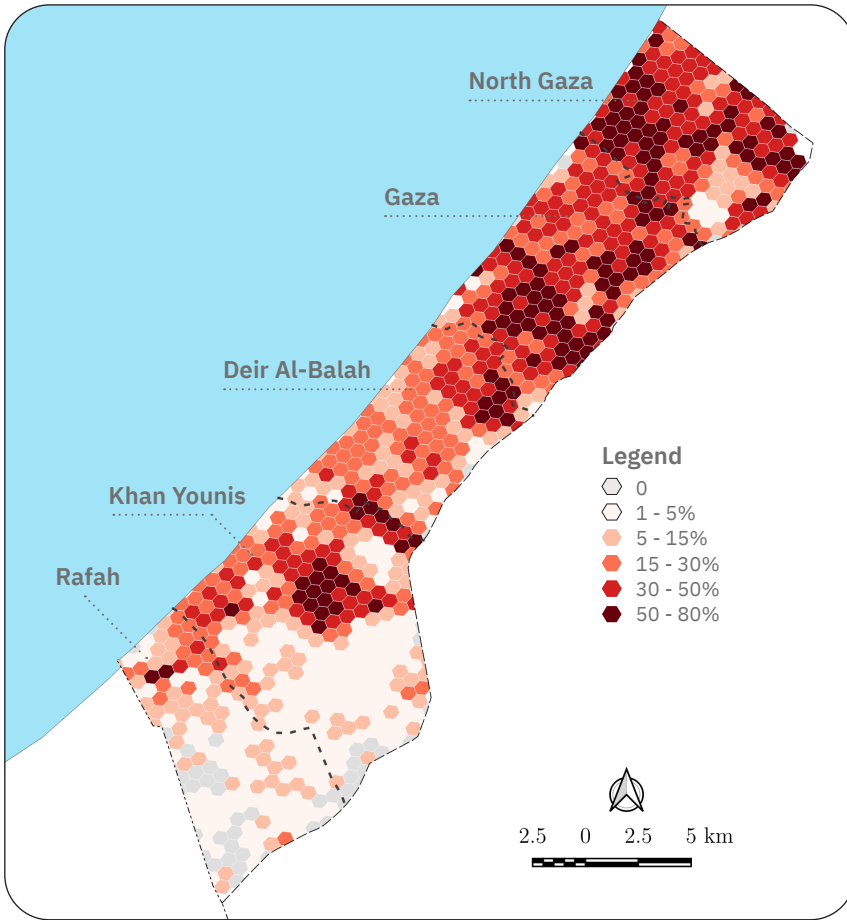 North Gaza
Gaza
Deir Al-Balah
Khan Younis
Rafah
Legend
0
1 - 5%
5 - 15%
15 - 30%
30 - 50%
50 - 80%
2.5 0 2.5 5 km